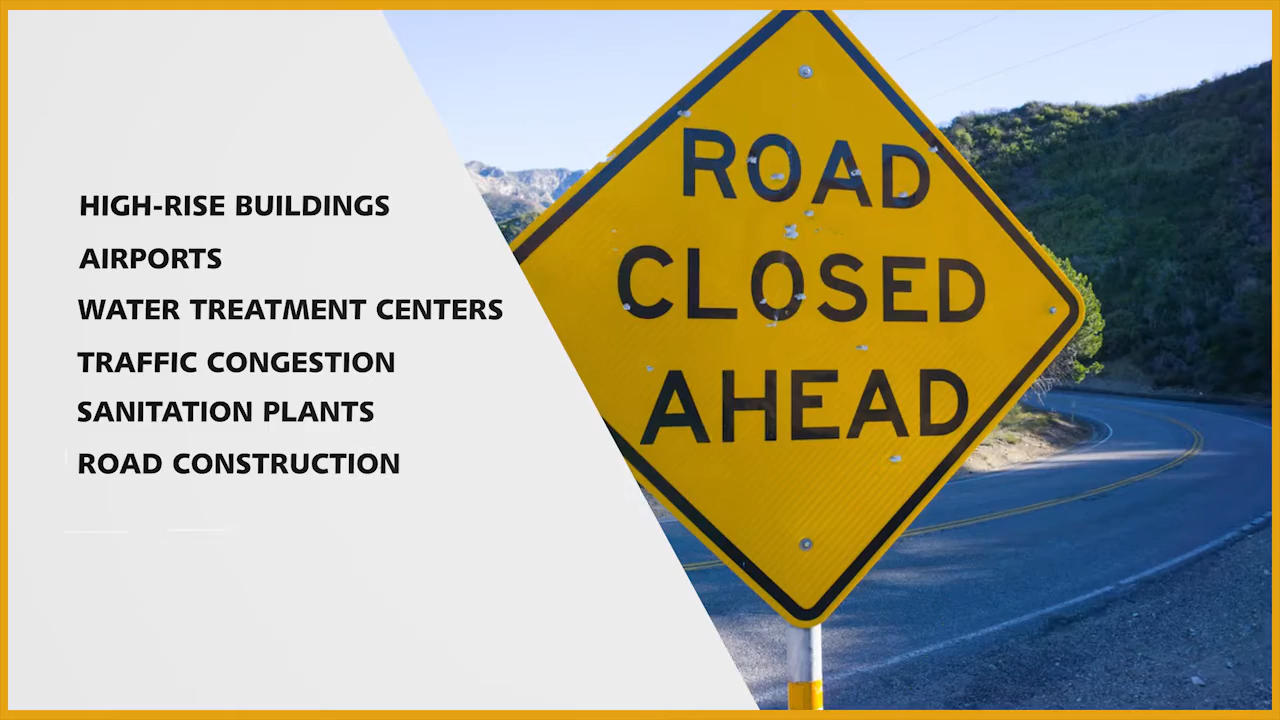 HIGH-RISE BUILDINGS
AIRPORTS
WATER TREATMENT CENTERS
TRAFFIC CONGESTION
SANITATION PLANTS
ROAD CONSTRUCTION
ROAD
CLOSED
AHEAD